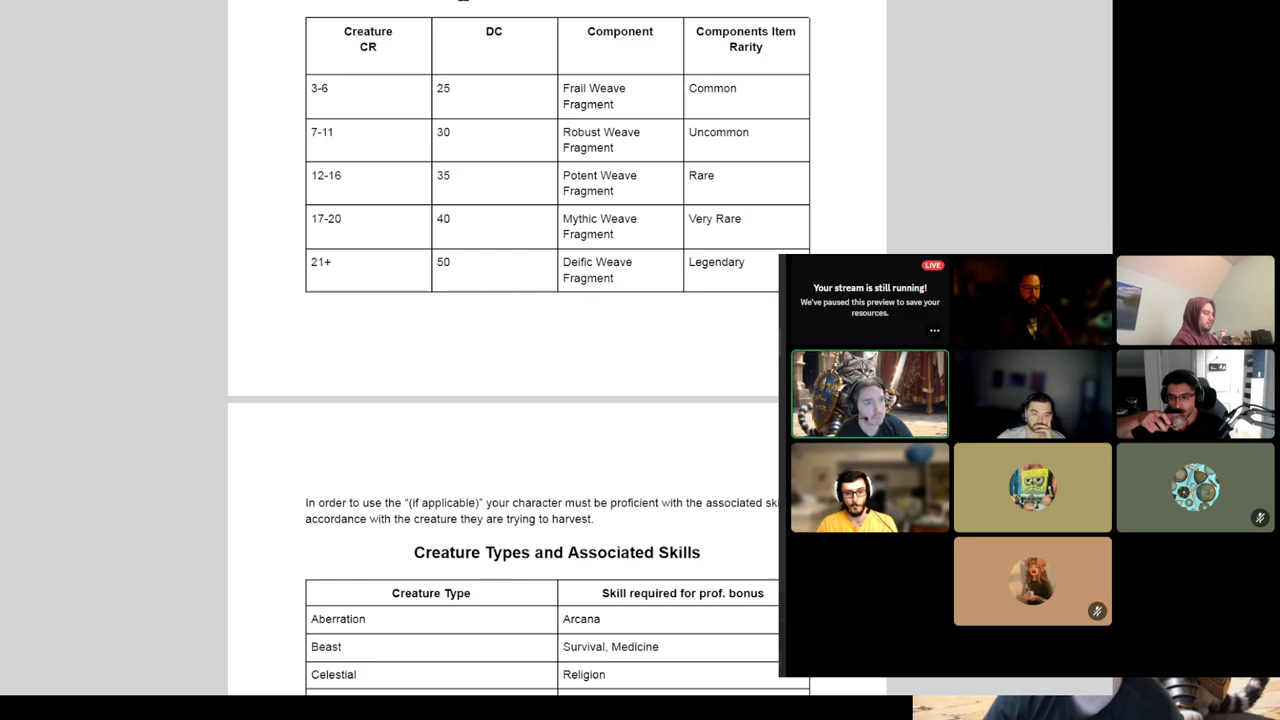 Creature
CR
DC
Component
Components Item
Rarity
3-6
25
Frail Weave
Fragment
Common
7-11
30
Robust Weave
Fragment
Uncommon
12-16
35
Potent Weave
Fragment
Rare
17-20
40
Mythic Weave
Fragment
Very Rare
21+
50
Deific Weave
Fragment
Legendary
LIVE
Your stream is still running!
We've paused this preview to save your
resources.
In order to use the "(if applicable)" your character must be proficient with the associated
accordance with the creature they are trying to harvest.
Creature Types and Associated Skills
Creature Type
Skill required for prof. bonus
Aberration
Arcana
Beast
Survival, Medicine
Celestial
Religion